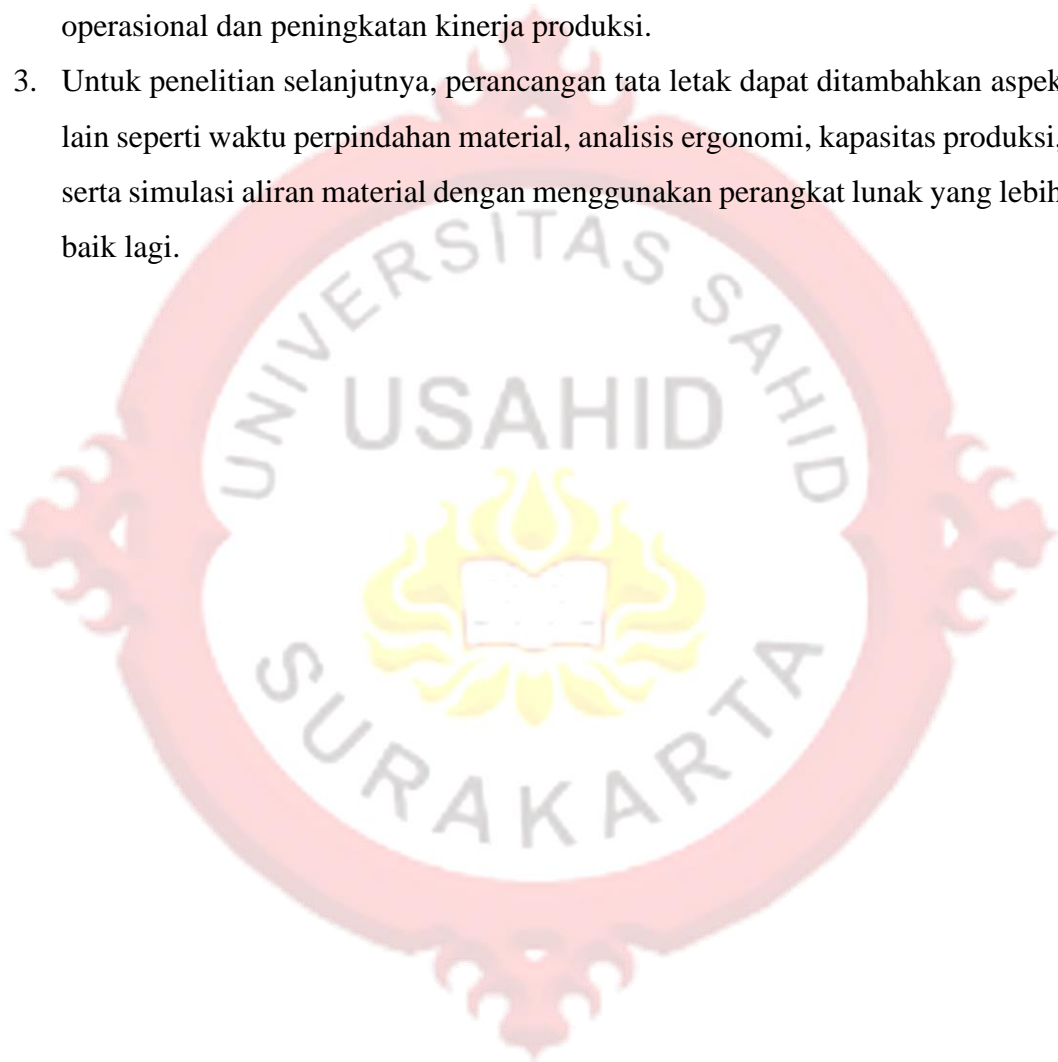 operasional dan peningkatan kinerja produksi.
3. Untuk penelitian selanjutnya, perancangan tata letak dapat ditambahkan aspek
lain seperti waktu perpindahan material, analisis ergonomi, kapasitas produksi,
serta simulasi aliran material dengan menggunakan perangkat lunak yang lebih
baik lagi.
UNIVERSITAS SAHID
USAHID
SURAKARTA